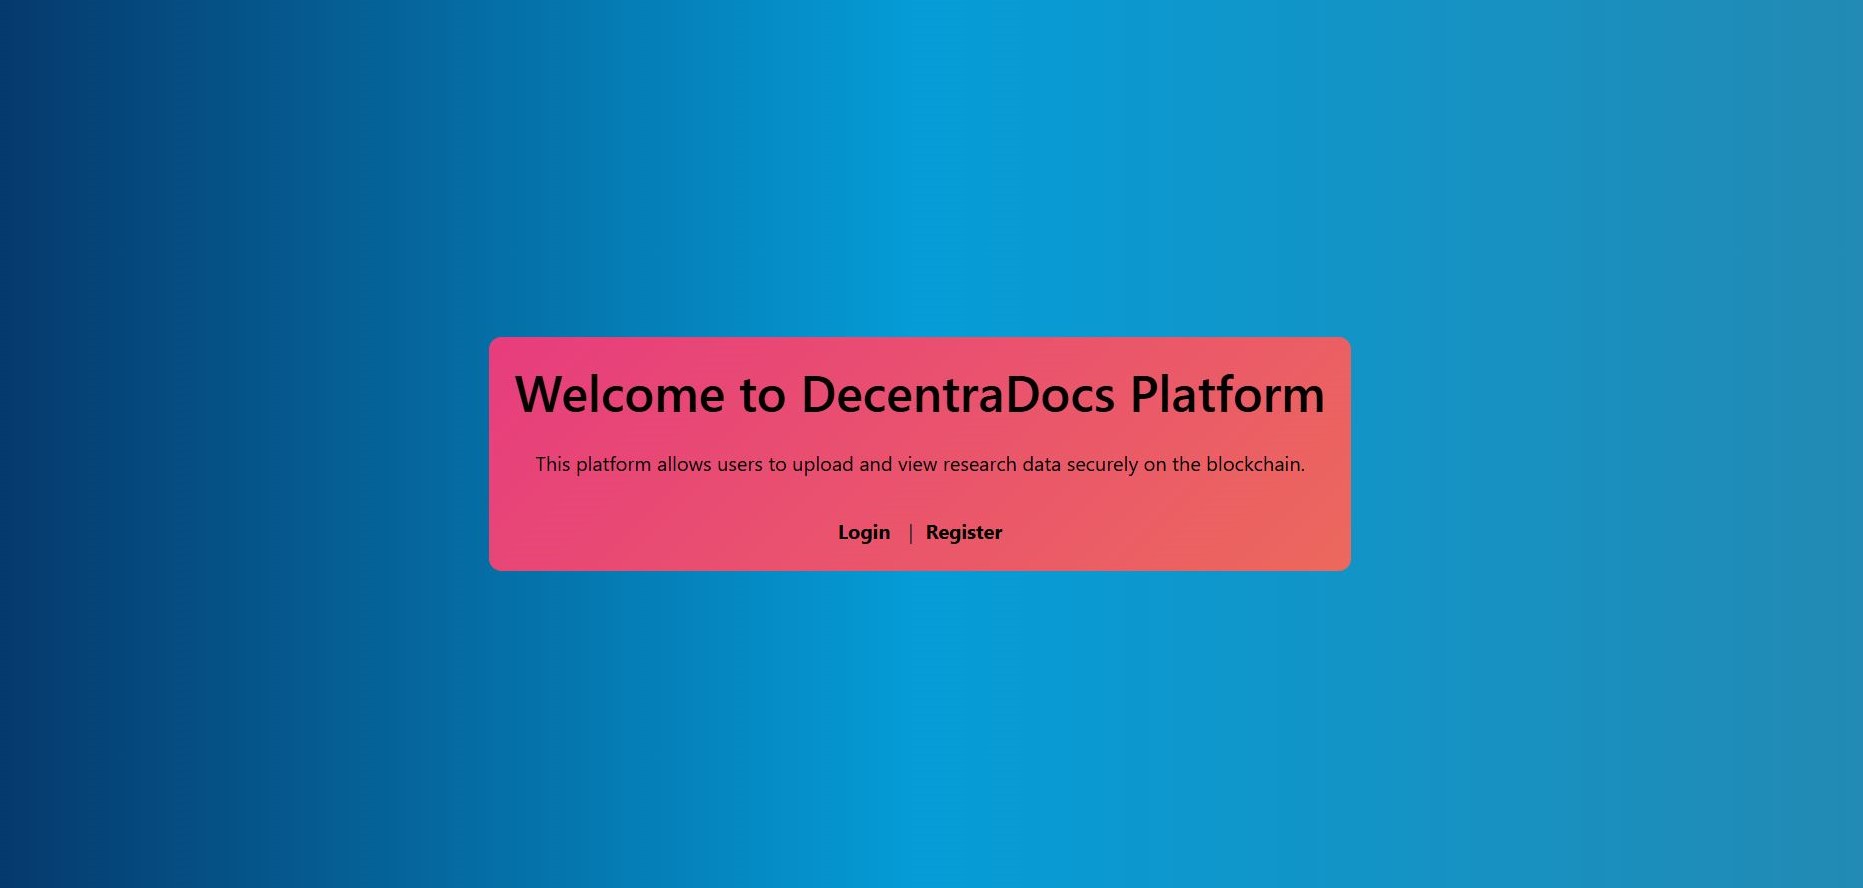 Welcome to DecentraDocs Platform
This platform allows users to upload and view research data securely on the blockchain.
Login | Register